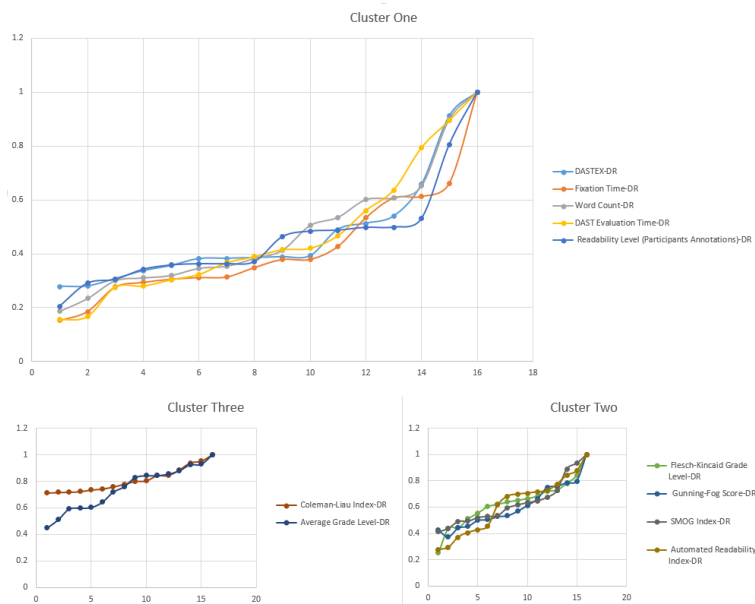 Cluster One
1.2
1
0.8
0.6
0.4
0.2
0
0 2 4 6 8 10 12 14 16 18
DASTEX-DR
Fixation Time-DR
Word Count-DR
DAST Evaluation Time-DR
Readability Level (Participants Annotations)-DR
Cluster Three
1.2
1
0.8
0.6
0.4
0.2
0
0 5 10 15 20
Coleman-Liau Index-DR
Average Grade Level-DR
Cluster Two
1.2
1
0.8
0.6
0.4
0.2
0
0 5 10 15 20
Flesch-Kincaid Grade
Level-DR
Gunning-Fog Score-DR
SMOG Index-DR
Automated Readability
Index-DR